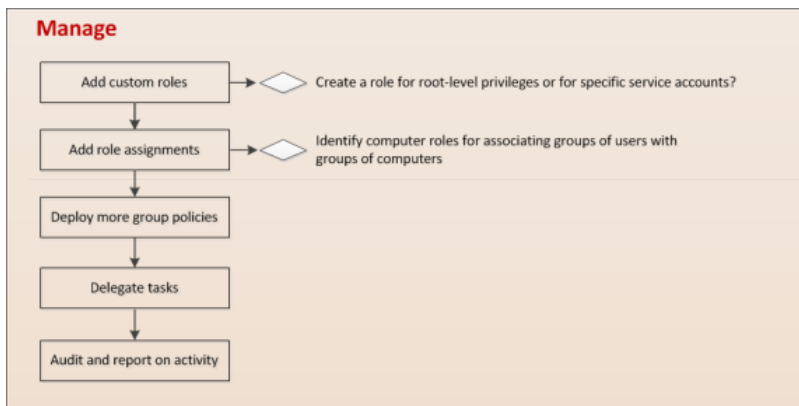 Manage
Add custom roles
Create a role for root-level privileges or for specific service accounts?
Add role assignments
Identify computer roles for associating groups of users with
groups of computers
Deploy more group policies
Delegate tasks
Audit and report on activity